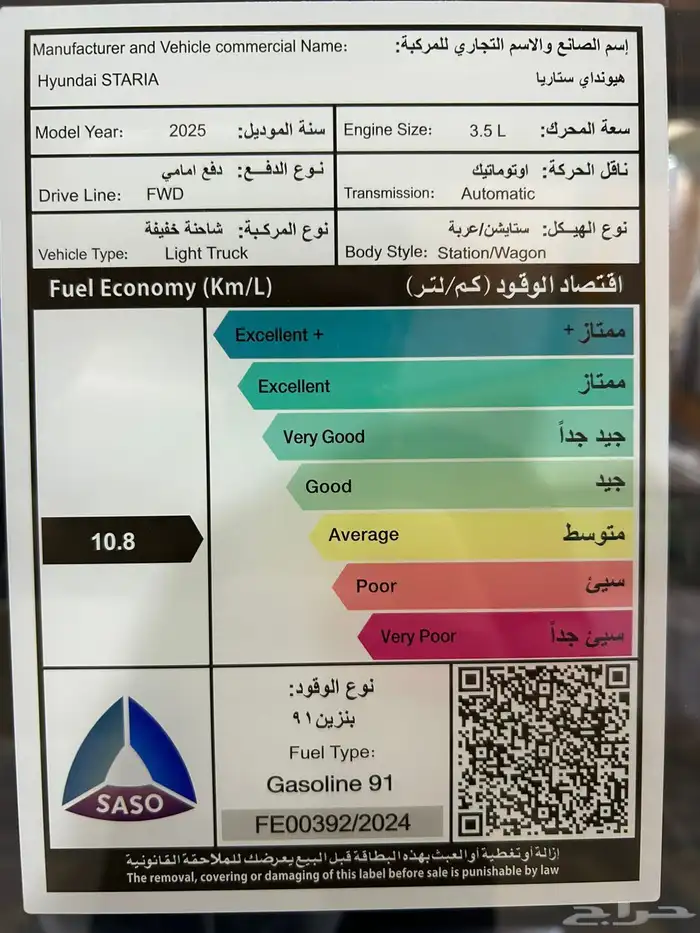 Manufacturer and Vehicle commercial Name: إسم الصانع والاسم التجاري للمركبة:
Hyundai STARIA هيونداي ستاريا
Model Year: 2025 سنة الموديل:
Engine Size: 3.5 L سعة المحرك:
نوع الدفع: دفع امامي
Drive Line: FWD
ناقل الحركة: اوتوماتيك
Transmission: Automatic
نوع المركبة: شاحنة خفيفة
Vehicle Type: Light Truck
نوع الهيكل: ستايشن/عربة
Body Style: Station/Wagon
Fuel Economy (Km/L) اقتصاد الوقود (كم/لتر)
Excellent + ممتاز +
Excellent ممتاز
Very Good جيد جداً
Good جيد
10.8 Average متوسط
Poor سيئ
Very Poor سيئ جداً
SASO
نوع الوقود:
بنزين ٩١
Fuel Type:
Gasoline 91
FE00392/2024
إزالة أو تغطية أو العبث بهذه البطاقة قبل البيع يعرضك للملاحقة القانونية
The removal, covering or damaging of this label before sale is punishable by law
حراج